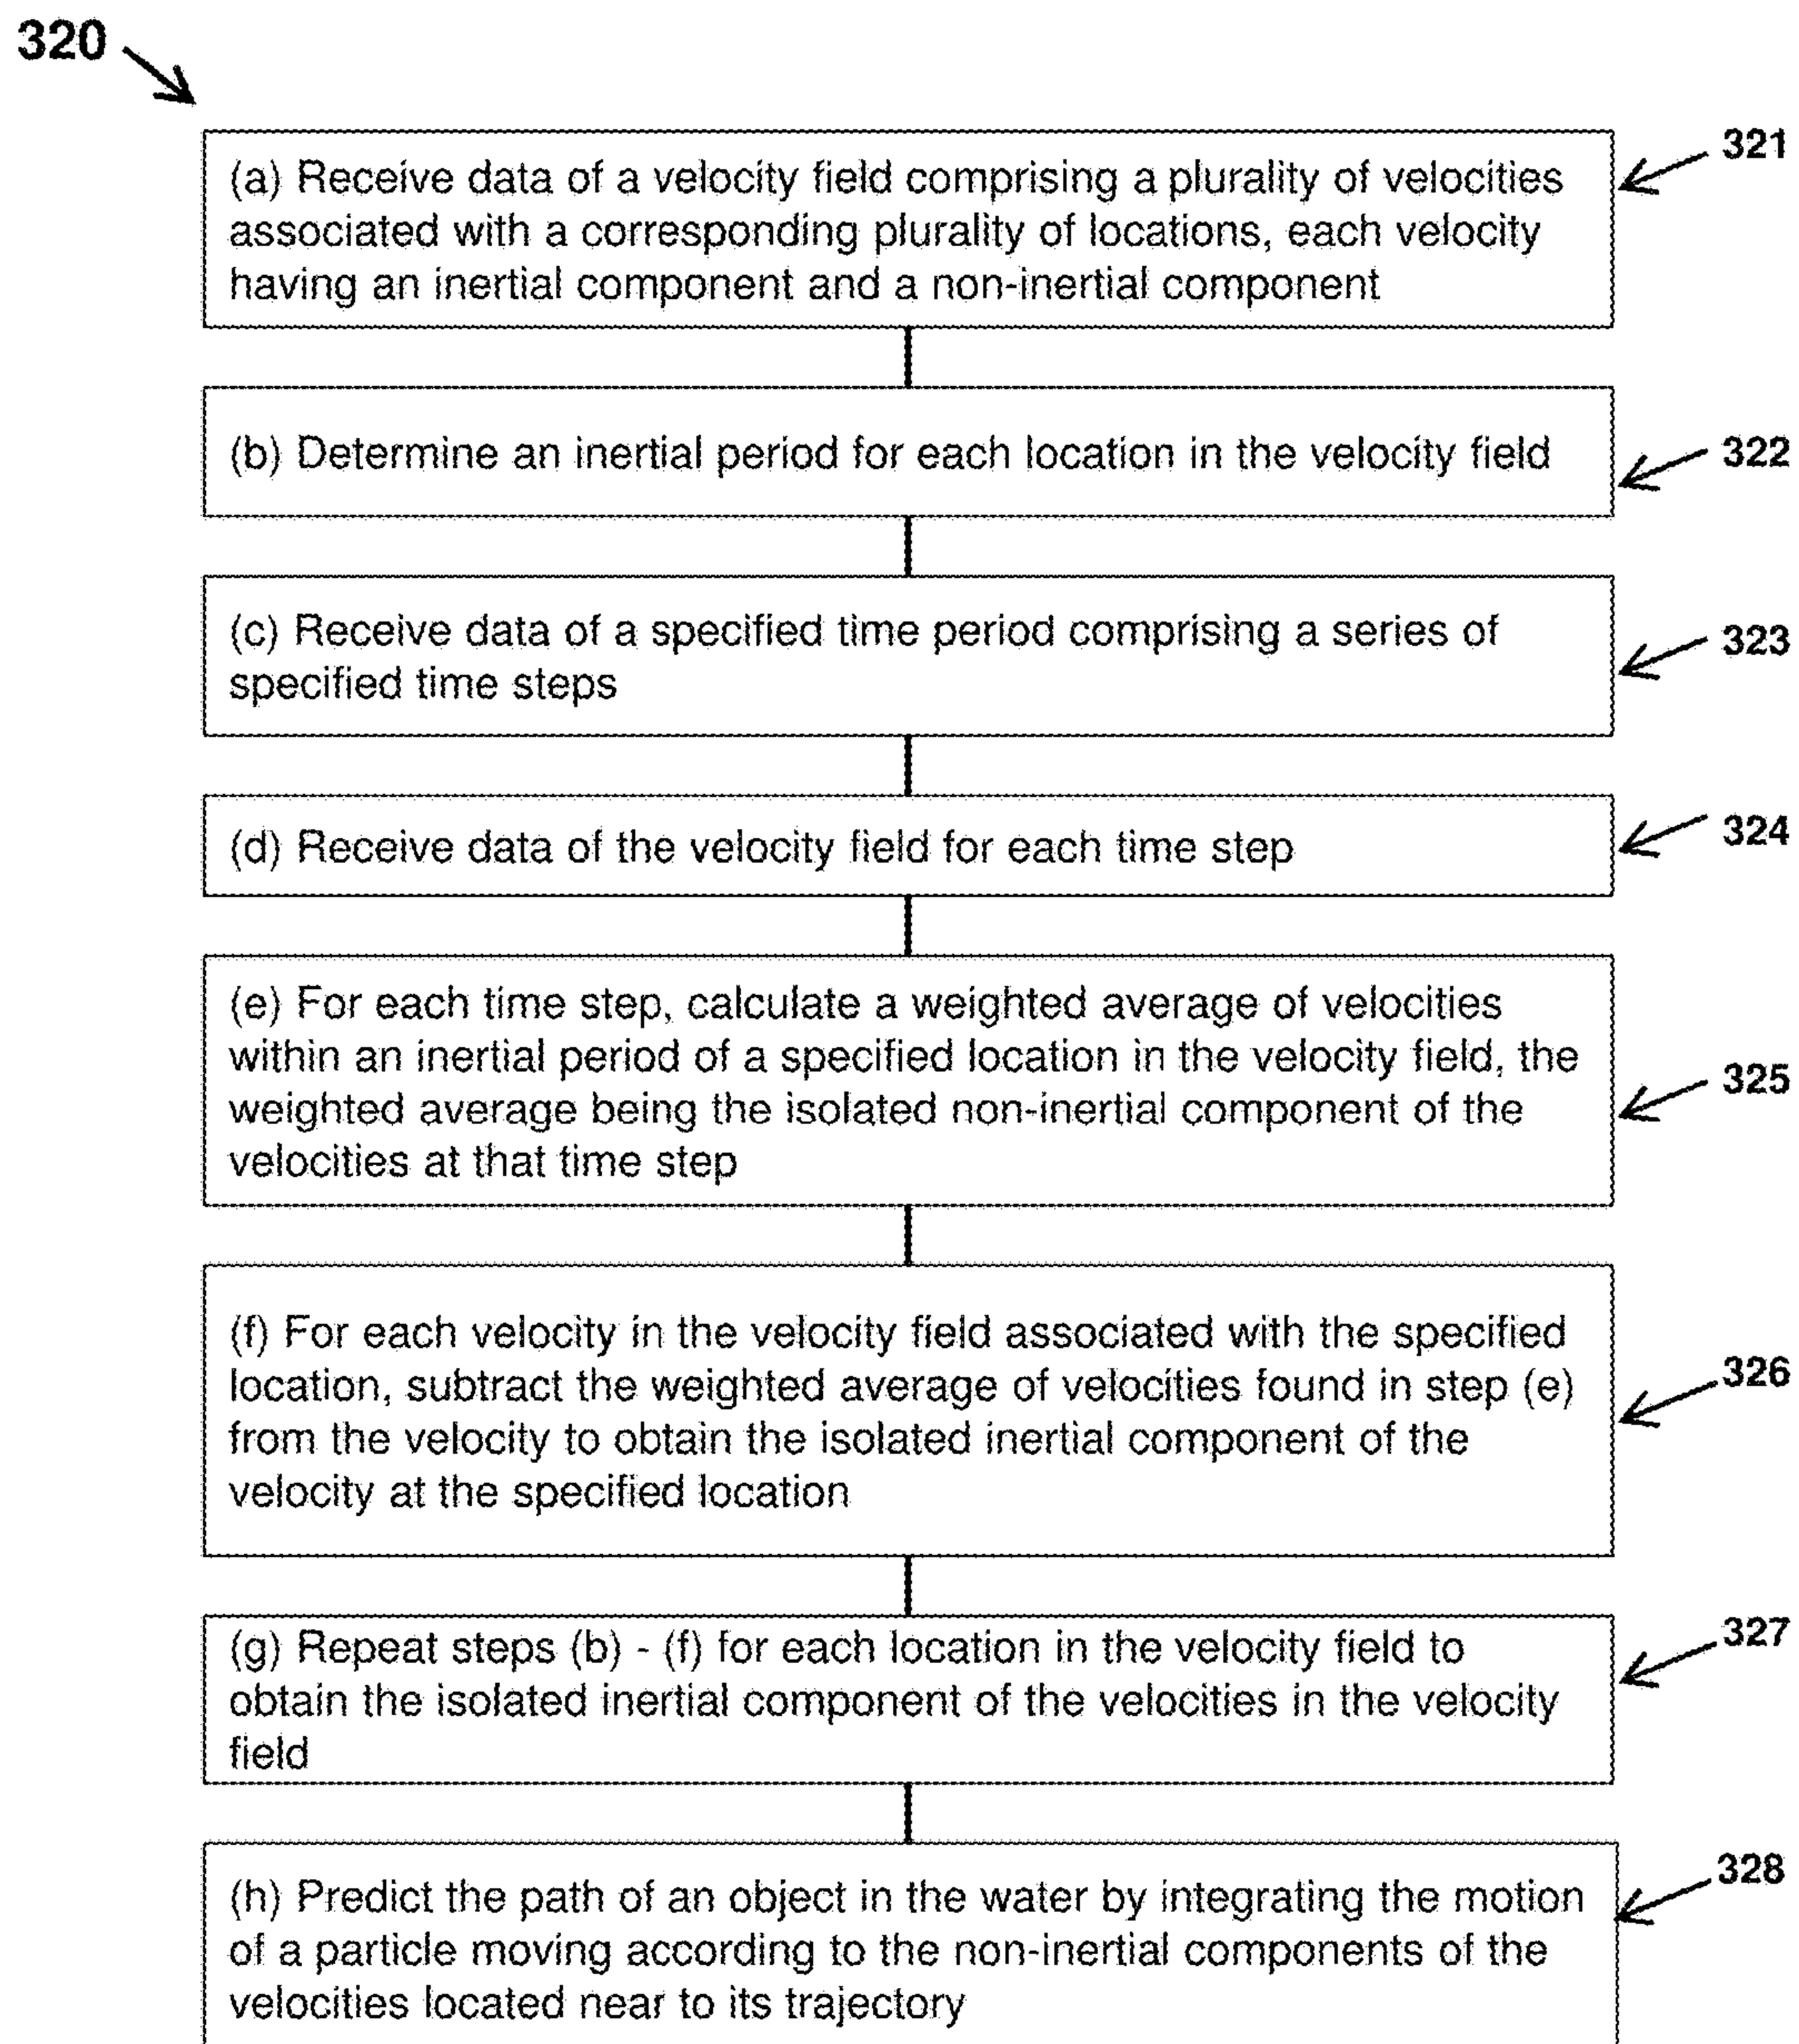 320
(a) Receive data of a velocity field comprising a plurality of velocities
associated with a corresponding plurality of locations, each velocity
having an inertial component and a non-inertial component
321
(b) Determine an inertial period for each location in the velocity field
322
(c) Receive data of a specified time period comprising a series of
specified time steps
323
(d) Receive data of the velocity field for each time step
324
(e) For each time step, calculate a weighted average of velocities
within an inertial period of a specified location in the velocity field, the
weighted average being the isolated non-inertial component of the
velocities at that time step
325
(f) For each velocity in the velocity field associated with the specified
location, subtract the weighted average of velocities found in step (e)
from the velocity to obtain the isolated inertial component of the
velocity at the specified location
326
(g) Repeat steps (b) - (f) for each location in the velocity field to
obtain the isolated inertial component of the velocities in the velocity
field
327
(h) Predict the path of an object in the water by integrating the motion
of a particle moving according to the non-inertial components of the
velocities located near to its trajectory
328